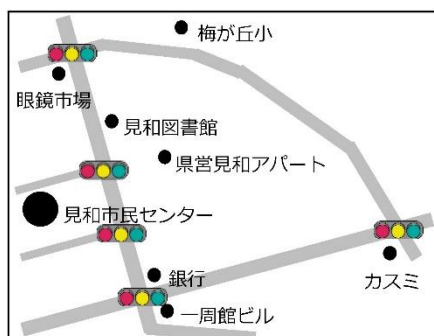 梅が丘小
眼鏡市場
見和図書館
県営見和アパート
見和市民センター
銀行
カスミ
一周館ビル